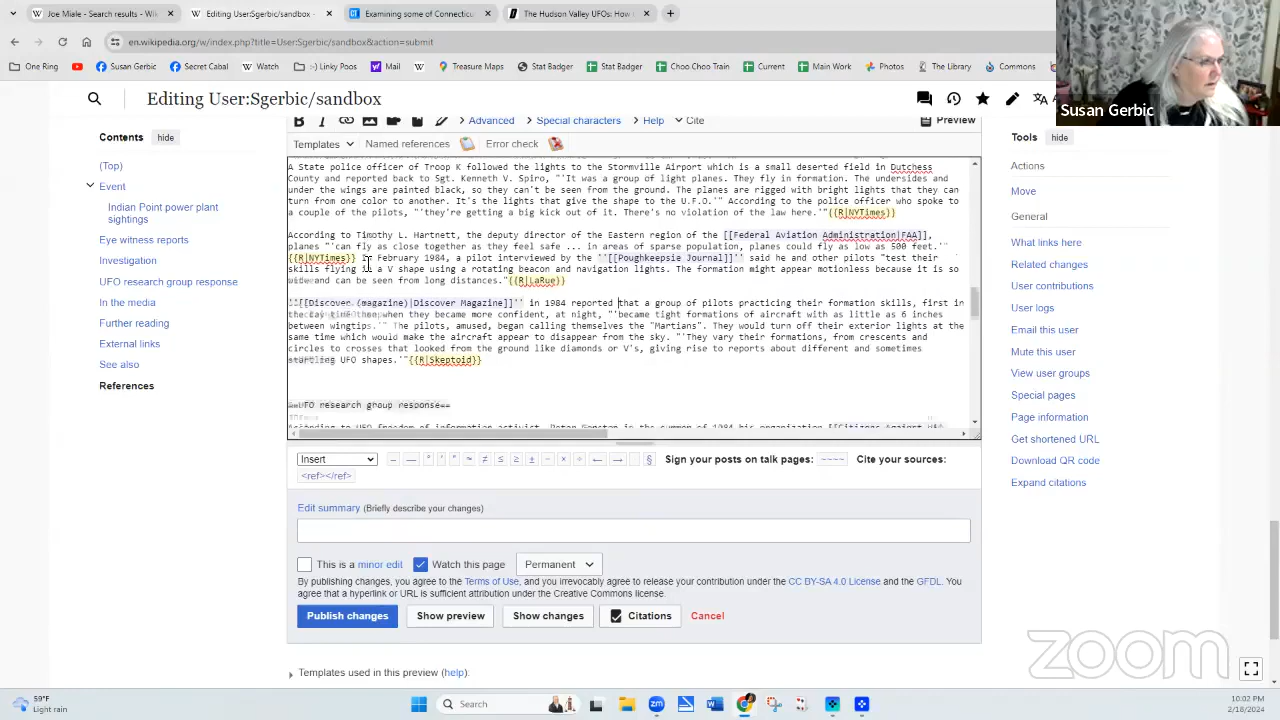 Joe Miale - Search results - Wiki
Editing User:Sgerbic/sandbox -
Examining some of Connecticut
The Hudson Valley UFOs: How
en.wikipedia.org/w/index.php?title=User:Sgerbic/sandbox&action=submit
One Ring
Susan Gerbic
Secret Cabal
Watch
:-) Linky Poos
Mail
Treasure Maps
Stat Badger
Stat Badger
Choo Choo Train
Current
Main Work
Photos
The Library
Commons
Susan Gerbic
Editing User:Sgerbic/sandbox
Contents hide
(Top)
Event
Indian Point power plant
sightings
Eye witness reports
Investigation
UFO research group response
In the media
Further reading
External links
See also
References
Advanced Special characters Help Cite Preview
Templates Named references Error check
A State police officer of Troop K followed the lights to the Stormville Airport which is a small deserted field in Dutchess
County and reported back to Sgt. Kenneth V. Spiro, "'It was a group of light planes. They fly in formation. The undersides and
under the wings are painted black, so they can't be seen from the ground. The planes are rigged with bright lights that they can
turn from one color to another. It's the lights that give the shape to the U.F.O.'" According to the police officer who spoke to
a couple of the pilots, "'they're getting a big kick out of it. There's no violation of the law here.'"{{R|NYTimes}}
According to Timothy L. Hartnett, the deputy director of the Eastern region of the [[Federal Aviation Administration|FAA]],
planes "'can fly as close together as they feel safe ... in areas of sparse population, planes could fly as low as 500 feet.'"
{{R|NYTimes}} In February 1984, a pilot interviewed by the ''[[Poughkeepsie Journal]]'' said he and other pilots "test their
skills flying in a V shape using a rotating beacon and navigation lights. The formation might appear motionless because it is so
wide and can be seen from long distances."{{R|LaRue}}
''[[Discover (magazine)|Discover Magazine]]'' in 1984 reported that a group of pilots practicing their formation skills, first in
the day and then when they became more confident, at night, "'became tight formations of aircraft with as little as 6 inches
between wingtips.'" The pilots, amused, began calling themselves the "Martians". They would turn off their exterior lights at the
same time which would make the aircraft appear to disappear from the sky. "'They vary their formations, from crescents and
circles to crosses that looked from the ground like diamonds or V's, giving rise to reports about different and sometimes
startling UFO shapes.'"{{R|Skeptoid}}
==UFO research group response==
Insert
Sign your posts on talk pages: ~~~~ Cite your sources:
<ref></ref>
Edit summary (Briefly describe your changes)
This is a minor edit Watch this page Permanent
By publishing changes, you agree to the Terms of Use, and you irrevocably agree to release your contribution under the CC BY-SA 4.0 License and the GFDL. You
agree that a hyperlink or URL is sufficient attribution under the Creative Commons license.
Publish changes Show preview Show changes Citations Cancel
Templates used in this preview (help):
Tools hide
Actions
Move
General
What links here
Related changes
User contributions
User logs
Email this user
Mute this user
View user groups
Special pages
Page information
Get shortened URL
Download QR code
Expand citations
zoom
59°F
Light rain
Search
10:02 PM
2/18/2024